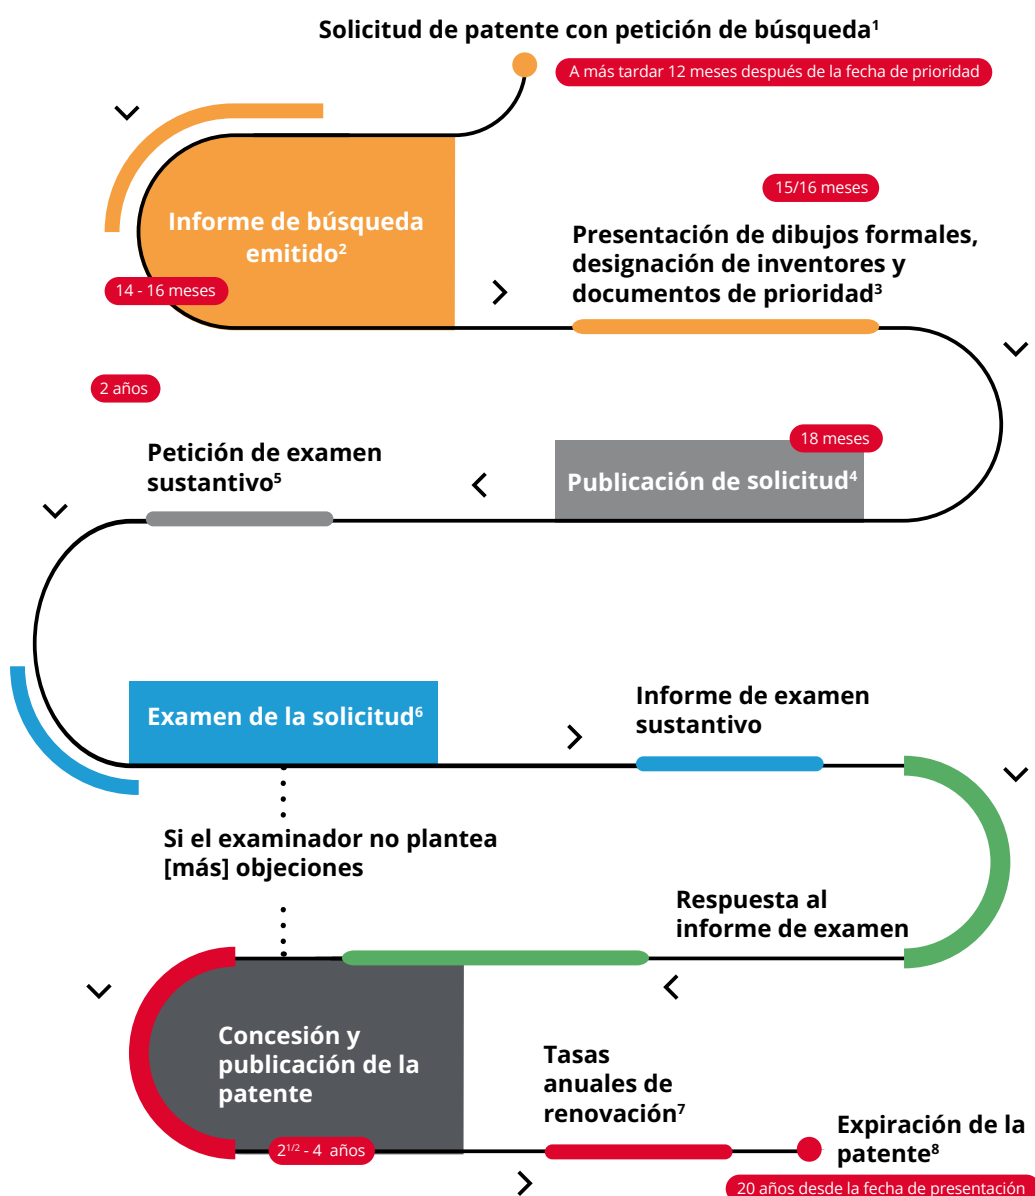 Solicitud de patente con petición de búsqueda¹
A más tardar 12 meses después de la fecha de prioridad
Informe de búsqueda
emitido²
14 - 16 meses
15/16 meses
Presentación de dibujos formales,
designación de inventores y
documentos de prioridad³
2 años
Petición de examen
sustantivo⁵
18 meses
Publicación de solicitud⁴
Examen de la solicitud⁶
Informe de examen
sustantivo
Si el examinador no plantea
[más] objeciones
Respuesta al
informe de examen
Concesión y
publicación de la
patente
2¹/² - 4 años
Tasas
anuales de
renovación⁷
Expiración de la
patente⁸
20 años desde la fecha de presentación